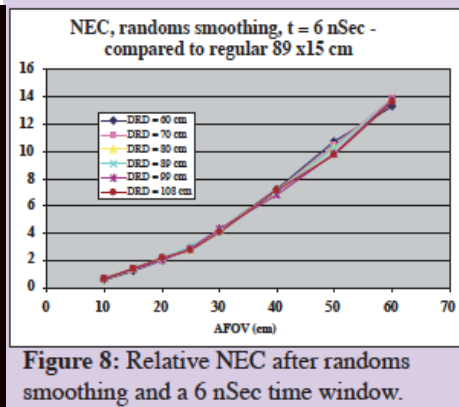 NEC, randoms smoothing, t = 6 nSec -
compared to regular 89 x15 cm
16
14
12
10
8
6
4
2
0
DRD = 60 cm
DRD = 70 cm
DRD = 80 cm
DRD = 89 cm
DRD = 99 cm
DRD = 108 cm
0 10 20 30 40 50 60 70
AFOV (cm)
Figure 8: Relative NEC after randoms
smoothing and a 6 nSec time window.